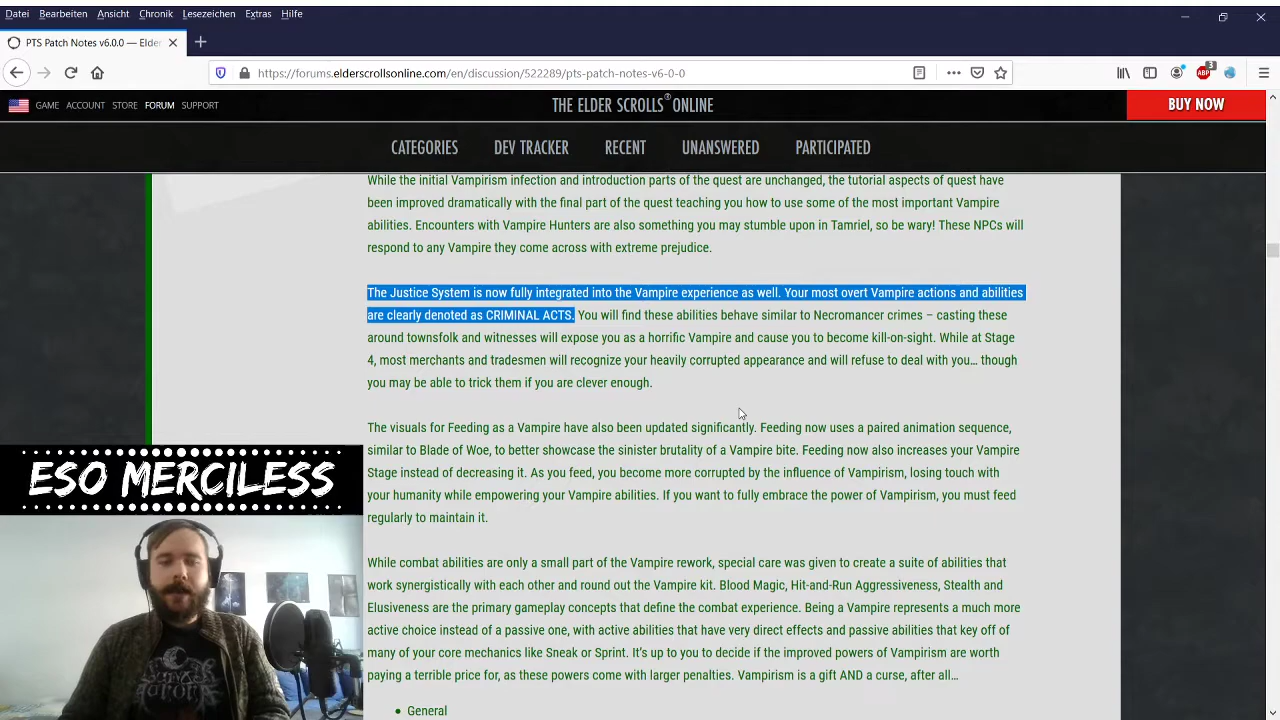 Datei Bearbeiten Ansicht Chronik Lesezeichen Extras Hilfe
PTS Patch Notes v6.0.0 — Elder
https://forums.elderscrollsonline.com/en/discussion/522289/pts-patch-notes-v6-0-0
ABP 3
GAME ACCOUNT STORE FORUM SUPPORT
THE ELDER SCROLLS® ONLINE
BUY NOW
CATEGORIES DEV TRACKER RECENT UNANSWERED PARTICIPATED
While the initial Vampirism infection and introduction parts of the quest are unchanged, the tutorial aspects of quest have
been improved dramatically with the final part of the quest teaching you how to use some of the most important Vampire
abilities. Encounters with Vampire Hunters are also something you may stumble upon in Tamriel, so be wary! These NPCs will
respond to any Vampire they come across with extreme prejudice.
The Justice System is now fully integrated into the Vampire experience as well. Your most overt Vampire actions and abilities
are clearly denoted as CRIMINAL ACTS. You will find these abilities behave similar to Necromancer crimes – casting these
around townsfolk and witnesses will expose you as a horrific Vampire and cause you to become kill-on-sight. While at Stage
4, most merchants and tradesmen will recognize your heavily corrupted appearance and will refuse to deal with you… though
you may be able to trick them if you are clever enough.
The visuals for Feeding as a Vampire have also been updated significantly. Feeding now uses a paired animation sequence,
similar to Blade of Woe, to better showcase the sinister brutality of a Vampire bite. Feeding now also increases your Vampire
Stage instead of decreasing it. As you feed, you become more corrupted by the influence of Vampirism, losing touch with
your humanity while empowering your Vampire abilities. If you want to fully embrace the power of Vampirism, you must feed
regularly to maintain it.
While combat abilities are only a small part of the Vampire rework, special care was given to create a suite of abilities that
work synergistically with each other and round out the Vampire kit. Blood Magic, Hit-and-Run Aggressiveness, Stealth and
Elusiveness are the primary gameplay concepts that define the combat experience. Being a Vampire represents a much more
active choice instead of a passive one, with active abilities that have very direct effects and passive abilities that key off of
many of your core mechanics like Sneak or Sprint. It’s up to you to decide if the improved powers of Vampirism are worth
paying a terrible price for, as these powers come with larger penalties. Vampirism is a gift AND a curse, after all…
• General
ESO MERCILESS